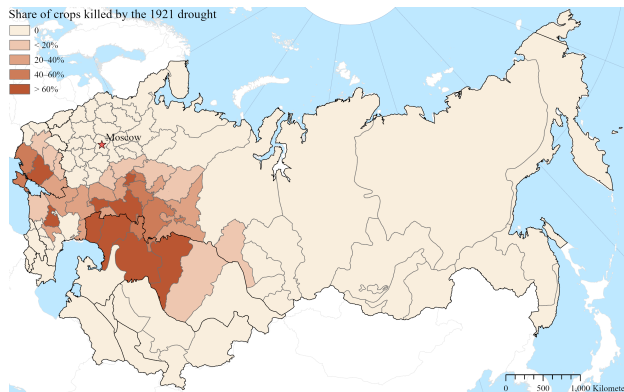 Share of crops killed by the 1921 drought
0
< 20%
20–40%
40–60%
> 60%
Moscow
0 500 1,000 Kilomete